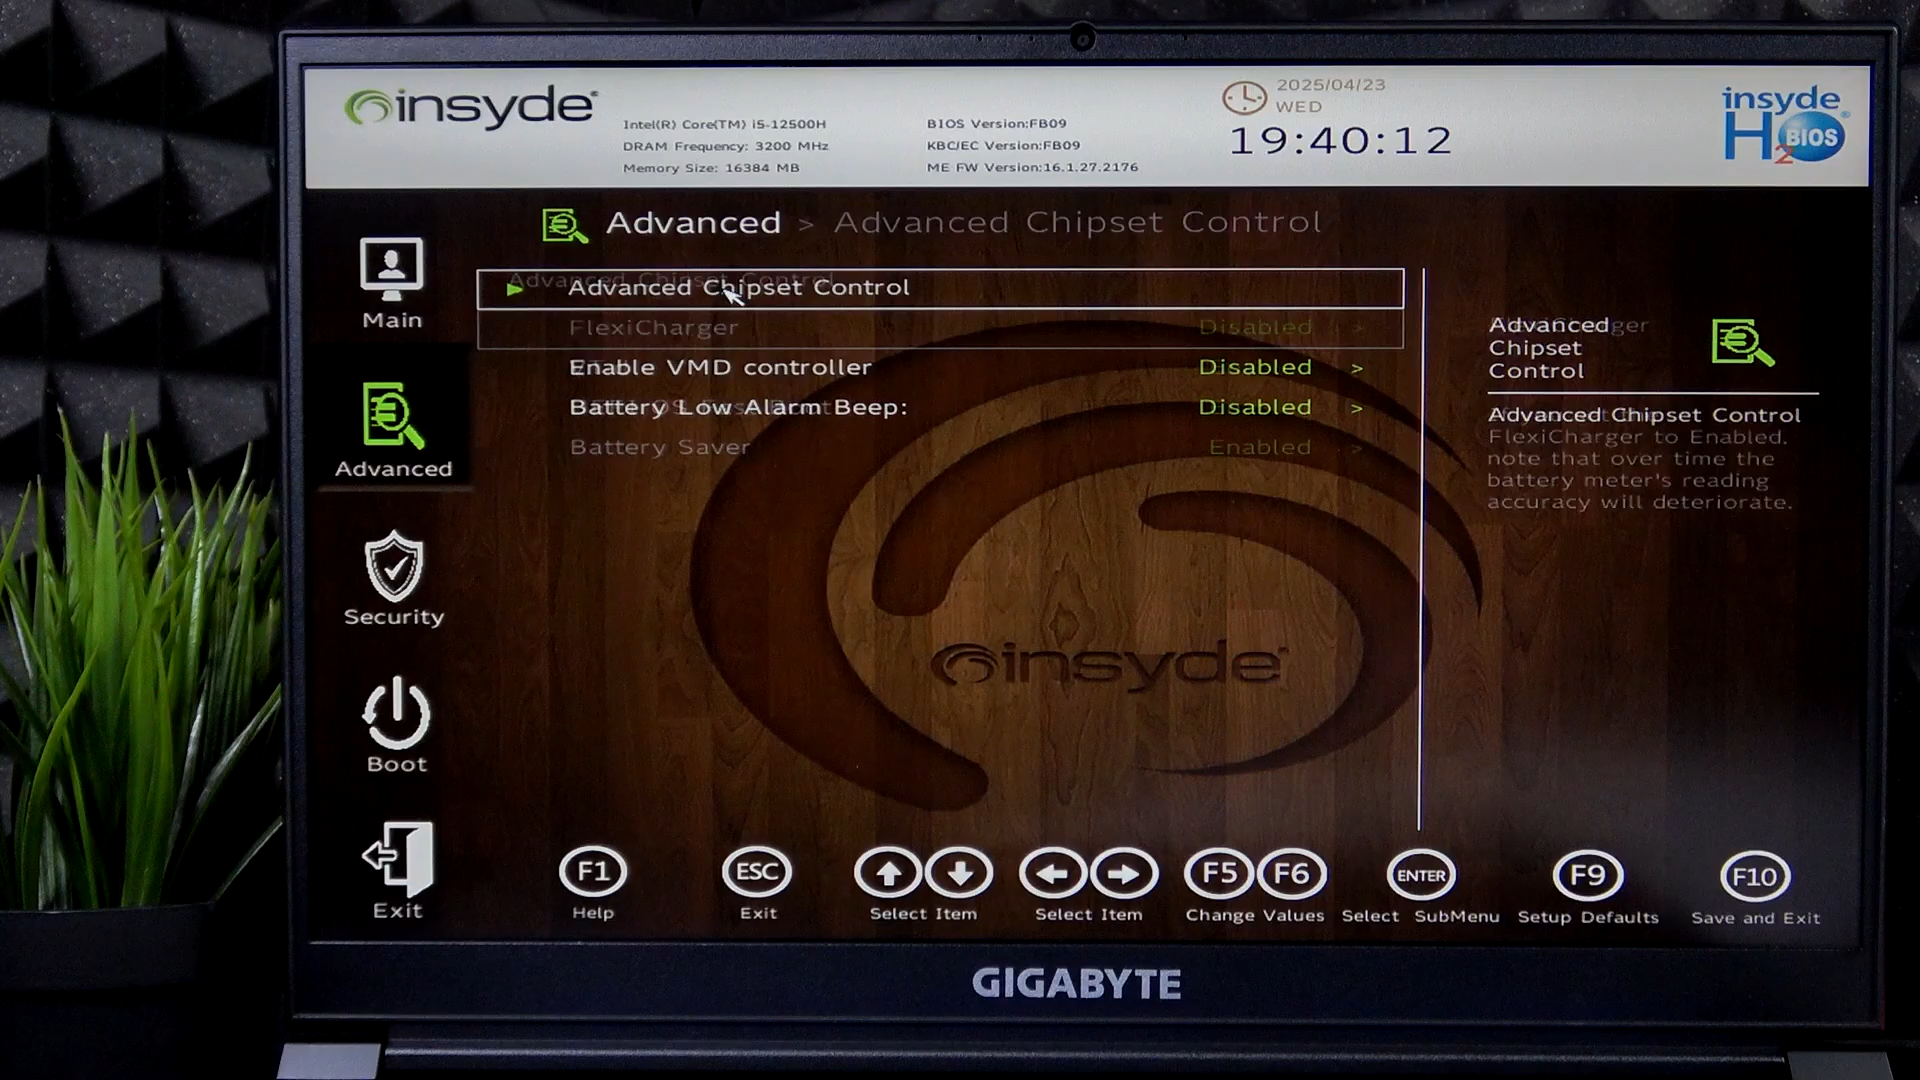 insyde
Intel(R) Core(TM) i5-12500H
DRAM Frequency: 3200 MHz
Memory Size: 16384 MB
BIOS Version:FB09
KBC/EC Version:FB09
ME FW Version:16.1.27.2176
2025/04/23
WED
19:40:12
insyde
H2 BIOS
Advanced > Advanced Chipset Control
Advanced Chipset Control
Advanced Chipset Control
FlexiCharger Disabled >
Enable VMD controller Disabled >
Battery Low Alarm Beep: Disabled >
Battery Saver Enabled >
Advanced
Chipset
Control
Advanced Chipset Control
FlexiCharger to Enabled.
note that over time the
battery meter's reading
accuracy will deteriorate.
Main
Advanced
Security
Boot
Exit
insyde
F1
Help
ESC
Exit
Select Item
Select Item
F5 F6
Change Values
ENTER
Select SubMenu
F9
Setup Defaults
F10
Save and Exit
GIGABYTE